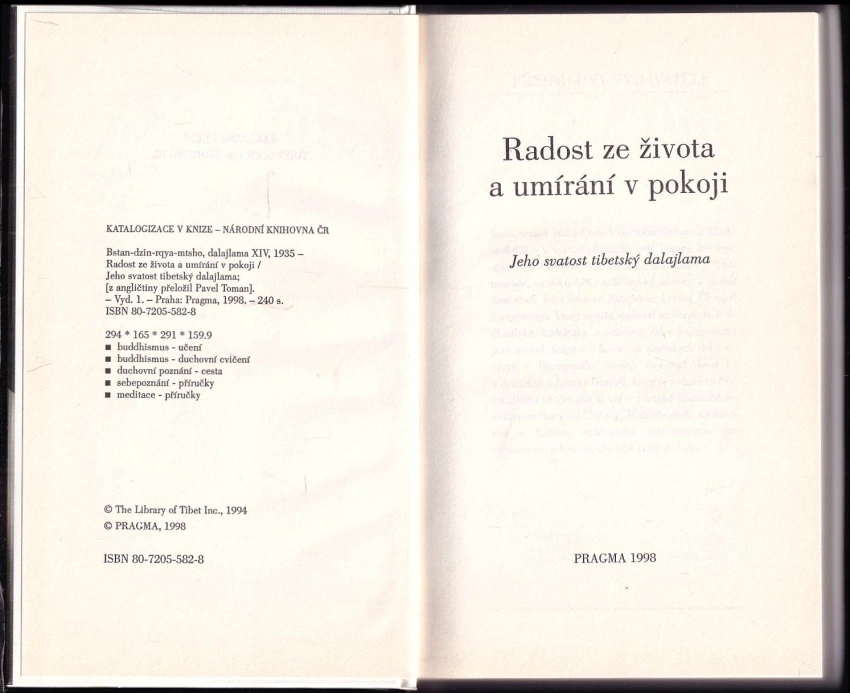 KATALOGIZACE V KNIZE – NÁRODNÍ KNIHOVNA ČR
Bstan-dzin-rqya-mtsho, dalajlama XIV, 1935 –
Radost ze života a umírání v pokoji /
Jeho svatost tibetský dalajlama;
[z angličtiny přeložil Pavel Toman].
– Vyd. 1. – Praha: Pragma, 1998. – 240 s.
ISBN 80-7205-582-8
294 * 165 * 291 * 159.9
■ buddhismus - učení
■ buddhismus - duchovní cvičení
■ duchovní poznání - cesta
■ sebepoznání - příručky
■ meditace - příručky
© The Library of Tibet Inc., 1994
© PRAGMA, 1998
ISBN 80-7205-582-8
Radost ze života
a umírání v pokoji
Jeho svatost tibetský dalajlama
PRAGMA 1998